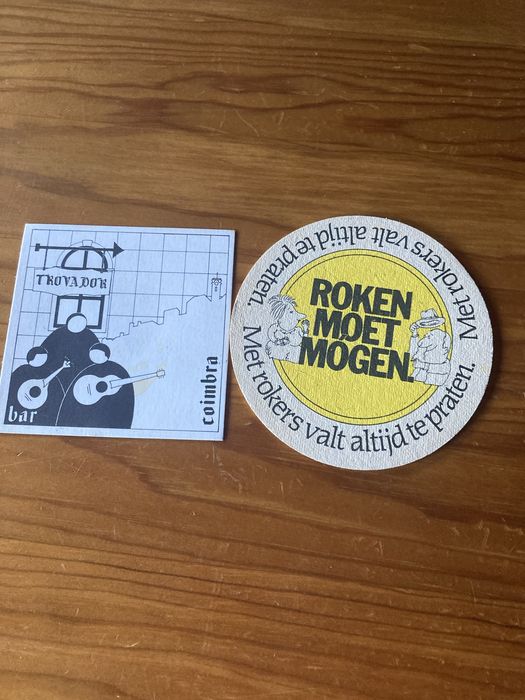 TROVADOR
bar
coimbra
Met rokers valt altijd te praten.
ROKEN
MOET
MOGEN.
Met rokers valt altijd te praten.